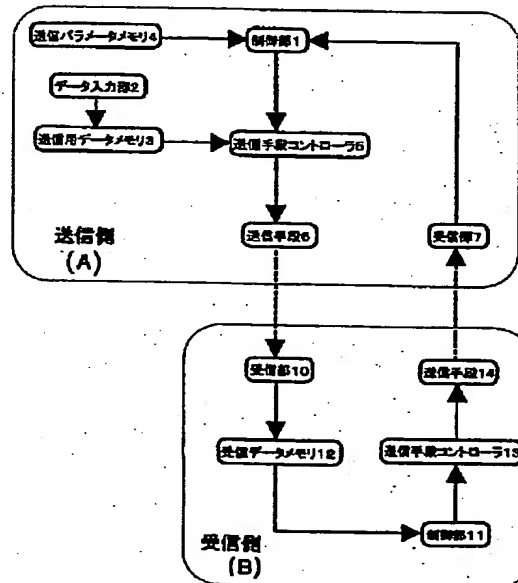 送信パラメータメモリ4
制御部1
データ入力部2
送信用データメモリ3
送信手段コントローラ5
送信側
(A)
送信手段6
受信部7
受信部10
送信手段14
受信データメモリ12
送信手段コントローラ13
受信側
(B)
制御部11